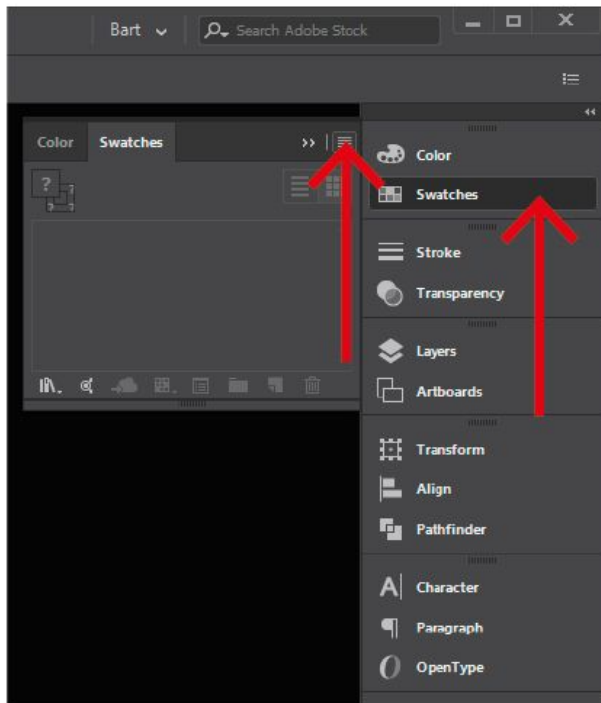 Bart
Search Adobe Stock
Color Swatches
Color
Swatches
Stroke
Transparency
Layers
Artboards
Transform
Align
Pathfinder
Character
Paragraph
OpenType